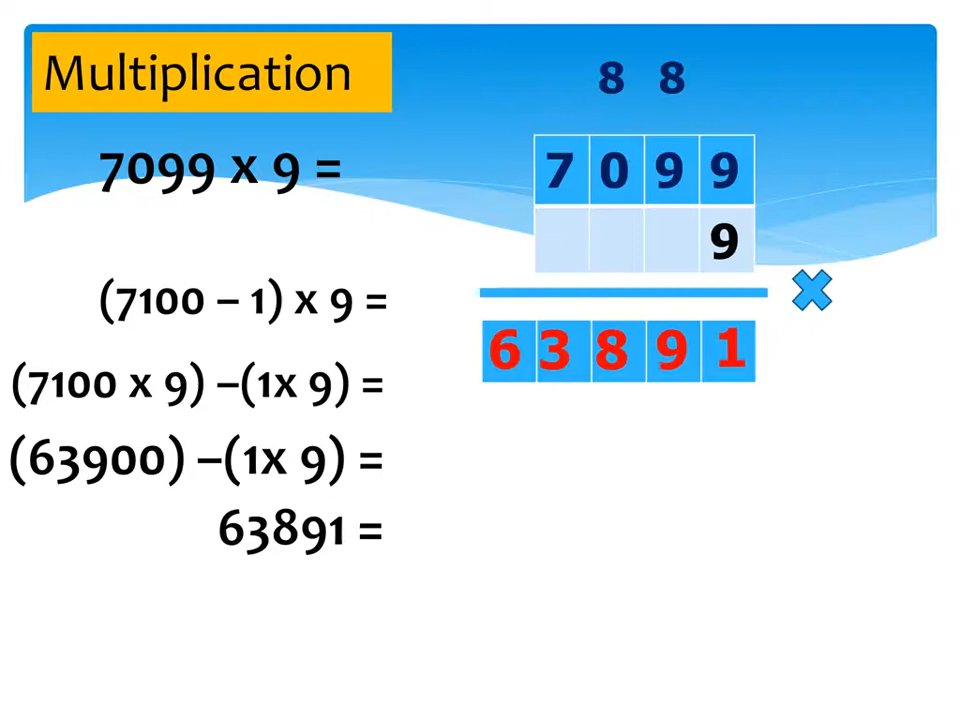 Multiplication
7099 x 9 =
(7100 – 1) x 9 =
(7100 x 9) –(1x 9) =
(63900) –(1x 9) =
63891 =
8 8
7 0 9 9
9
6 3 8 9 1